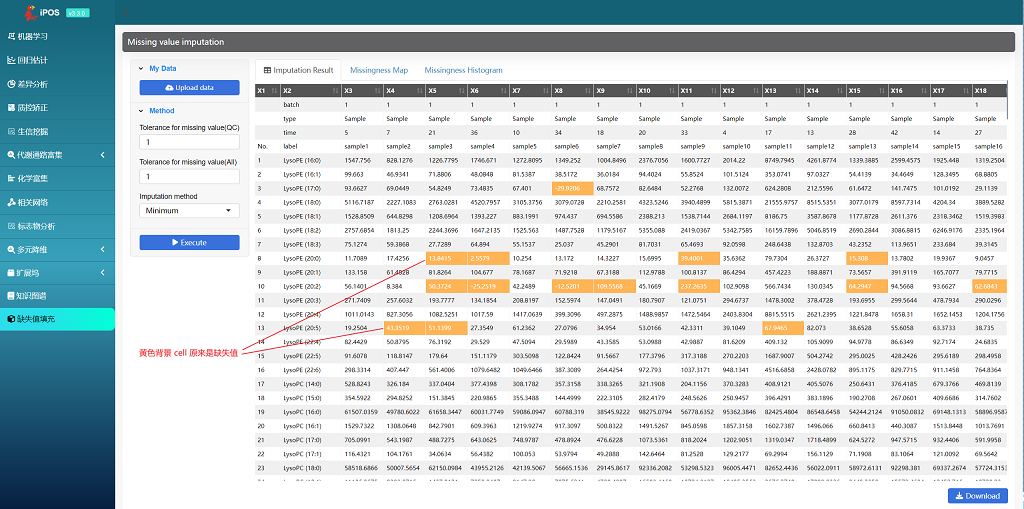 iPOS v3.3.0
机器学习
回归估计
差异分析
质控矫正
生信挖掘
代谢通路富集
化学富集
相关网络
标志物分析
多元降维
扩展坞
知识图谱
缺失值填充
Missing value imputation
My Data
Upload data
Method
Tolerance for missing value(QC)
1
Tolerance for missing value(All)
1
Imputation method
Minimum
Execute
黄色背景 cell 原来是缺失值
Imputation Result Missingness Map Missingness Histogram
X1 X2 X3 X4 X5 X6 X7 X8 X9 X10 X11 X12 X13 X14 X15 X16 X17 X18
batch 1 1 1 1 1 1 1 1 1 1 1 1 1 1 1 1
type Sample Sample Sample Sample Sample Sample Sample Sample Sample Sample Sample Sample Sample Sample Sample Sample
time 5 7 21 36 10 34 18 20 33 4 17 13 28 42 14 27
No. label sample1 sample2 sample3 sample4 sample5 sample6 sample7 sample8 sample9 sample10 sample11 sample12 sample13 sample14 sample15 sample16
1 LysoPE (16:0) 1547.756 828.1276 1226.7795 1746.671 1272.8095 1349.252 1004.8496 2376.7056 1600.7727 2014.22 8749.7945 4261.8774 1339.3885 2599.4575 1925.448 1319.2504
2 LysoPE (16:1) 99.663 46.9341 71.8806 48.0848 81.5387 38.5172 36.0184 94.4024 55.8524 101.5124 353.0741 97.0327 54.4139 34.4649 128.3495 68.8805
3 LysoPE (17:0) 93.6627 69.0449 54.8249 73.4835 67.401 -29.0206 68.7572 82.6484 52.2768 132.0072 624.2808 212.5596 61.6472 141.7475 101.0192 29.1139
4 LysoPE (18:0) 5116.7187 2227.1083 2763.0281 4520.7957 3105.3756 3079.0728 2210.2581 4323.5246 3940.4899 5815.3871 21555.9757 8515.5351 3077.0179 8597.7314 4204.34 3889.5282
5 LysoPE (18:1) 1528.8509 644.8298 1208.6964 1393.227 883.1991 974.437 694.5586 2388.213 1538.7144 2684.1197 8186.75 3587.8678 1177.8728 2611.376 2318.3462 1519.3983
6 LysoPE (18:2) 2757.6854 1813.25 2244.3696 1647.2135 1525.563 1487.7528 1179.5167 5355.088 2419.0367 5342.7585 16159.7896 5046.8519 2690.2844 3086.8815 6246.9176 2335.1964
7 LysoPE (18:3) 75.1274 59.3868 27.7289 64.894 55.1537 25.037 45.2901 81.7031 65.4693 92.0598 248.6438 132.8703 43.2352 113.9651 233.684 39.3145
8 LysoPE (20:0) 11.7089 17.4256 13.8415 2.5579 10.254 13.172 14.3227 15.6995 39.4001 35.6362 79.7304 26.3727 15.308 13.7802 19.9367 9.0457
9 LysoPE (20:1) 133.158 81.8264 104.677 78.1687 71.9218 67.3188 112.9788 100.8137 86.4294 457.4223 188.8871 73.5657 391.9119 165.7077 79.7715
10 LysoPE (20:2) 56.1401 8.384 50.3724 -25.2519 42.2489 -12.5201 109.5568 45.1669 237.2635 102.9098 566.7434 130.0345 64.2947 94.5668 93.6627 62.6843
11 LysoPE (20:3) 271.7409 257.6032 193.7777 134.1854 208.8197 152.5974 147.0491 180.7907 121.0751 294.6737 1478.3002 378.4728 193.6955 299.5644 478.7934 290.0296
12 LysoPE (20:4) 1011.0143 827.3056 1082.5251 1017.59 1417.0639 399.3096 497.2875 1488.9857 1472.5464 2403.8304 8815.5515 2621.2395 1221.8478 1658.31 1652.1453 1204.1756
13 LysoPE (20:5) 19.2504 43.3519 51.1399 27.3549 61.2362 27.0796 34.954 53.0166 42.3311 39.1049 67.9465 82.073 38.6528 55.6058 63.3733 38.735
14 LysoPE (22:4) 82.4429 50.8795 76.3192 29.529 47.5094 29.5989 43.3585 53.0988 42.9887 81.6209 409.132 105.9099 94.9778 86.6349 92.7174 24.6835
15 LysoPE (22:5) 91.6078 118.8147 179.64 151.1179 303.5098 122.8424 91.5667 177.3796 317.3188 270.2203 1687.9007 504.2742 295.0025 428.2426 295.6189 298.4958
16 LysoPE (22:6) 298.3314 407.447 561.4006 1079.6482 1049.6466 387.3089 264.4254 972.793 1037.3171 948.1341 4516.6858 2428.0782 895.1175 829.7715 911.1458 764.8364
17 LysoPC (14:0) 528.8243 326.184 337.0404 377.4398 308.1782 357.3158 338.3265 321.1908 204.1156 370.3283 408.9121 405.5076 250.6431 376.4185 679.3766 469.8139
18 LysoPC (15:0) 354.5922 294.8252 151.3845 220.9865 355.3488 144.4999 222.3105 282.4179 248.5626 250.9457 396.4291 383.1896 190.2708 267.0601 409.6686 314.7602
19 LysoPC (16:0) 61507.0359 49780.6022 61658.3447 60031.7749 59086.0947 60788.319 38545.9222 98275.0794 56778.6352 95362.3846 82425.4804 86548.6458 54244.2124 91050.0832 69148.1313 58896.9587
20 LysoPC (16:1) 1529.7322 1308.0648 842.7901 609.3963 1219.9274 917.3097 500.8322 1491.5267 845.0598 1857.3158 1602.7387 1496.066 660.8413 440.3087 1513.8448 1013.7691
21 LysoPC (17:0) 705.0991 543.1987 488.7275 643.0625 748.9787 478.8924 476.6228 1073.5361 818.2024 1202.9051 1319.0347 1718.4899 624.5272 947.5715 932.4406 591.9958
22 LysoPC (17:1) 116.4321 104.1761 34.0634 56.4382 100.053 53.9794 49.2888 142.6464 81.2528 129.2177 69.2994 156.1129 71.1908 83.1064 121.0092 69.5642
23 LysoPC (18:0) 58518.6866 50007.5654 62150.0984 43955.2126 42139.5067 56665.1536 29145.8617 92336.2082 53298.5323 96005.4471 82652.4436 56022.0911 58972.6131 92298.381 69337.2674
Download